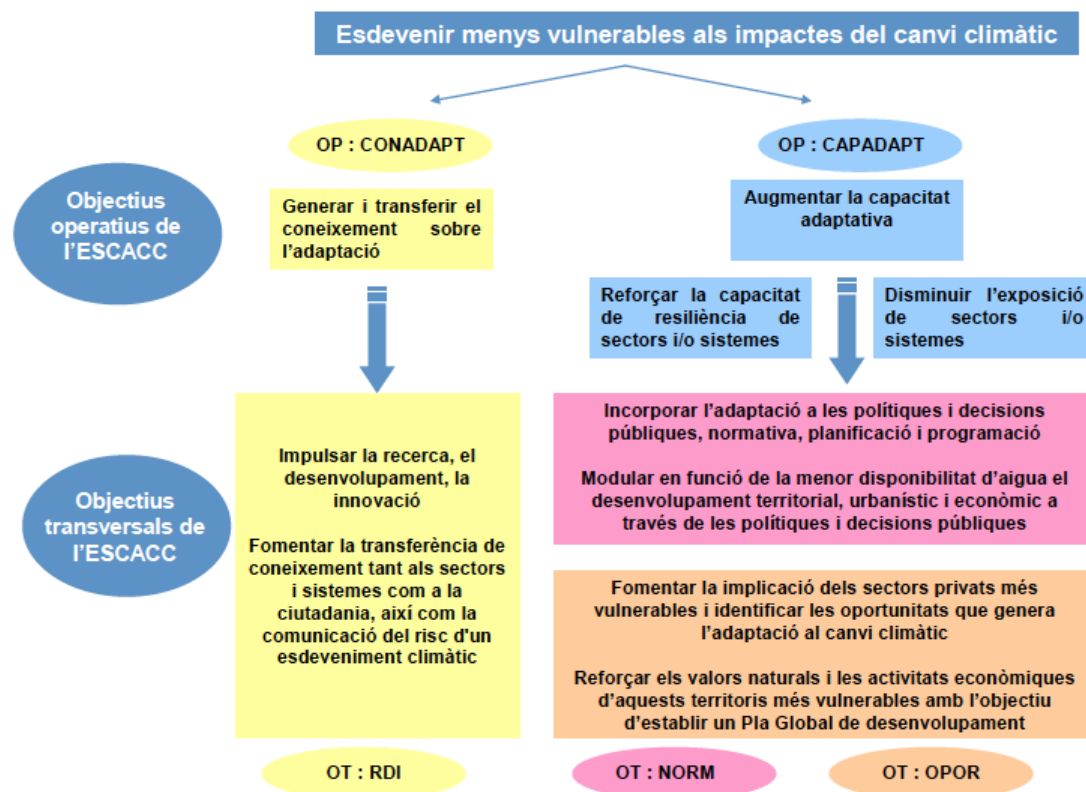 Esdevenir menys vulnerables als impactes del canvi climàtic
OP : CONADAPT
OP : CAPADAPT
Objectius
operatius de
l'ESCACC
Generar i transferir el
coneixement sobre
l'adaptació
Augmentar la capacitat
adaptativa
Reforçar la capacitat
de resiliència de
sectors i/o sistemes
Disminuir l'exposició
de sectors i/o
sistemes
Objectius
transversals de
l'ESCACC
Impulsar la recerca, el
desenvolupament, la
innovació
Fomentar la transferència de
coneixement tant als sectors
i sistemes com a la
ciutadania, així com la
comunicació del risc d'un
esdeveniment climàtic
Incorporar l'adaptació a les polítiques i decisions
públiques, normativa, planificació i programació
Modular en funció de la menor disponibilitat d'aigua el
desenvolupament territorial, urbanístic i econòmic a
través de les polítiques i decisions públiques
Fomentar la implicació dels sectors privats més
vulnerables i identificar les oportunitats que genera
l'adaptació al canvi climàtic
Reforçar els valors naturals i les activitats econòmiques
d'aquests territoris més vulnerables amb l'objectiu
d'establir un Pla Global de desenvolupament
OT : RDI
OT : NORM
OT : OPOR